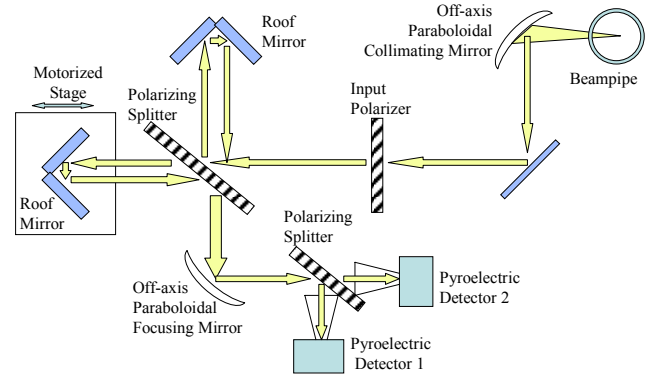 Roof
Mirror
Off-axis
Paraboloidal
Collimating Mirror
Beampipe
Motorized
Stage
Polarizing
Splitter
Input
Polarizer
Roof
Mirror
Polarizing
Splitter
Off-axis
Paraboloidal
Focusing Mirror
Pyroelectric
Detector 2
Pyroelectric
Detector 1